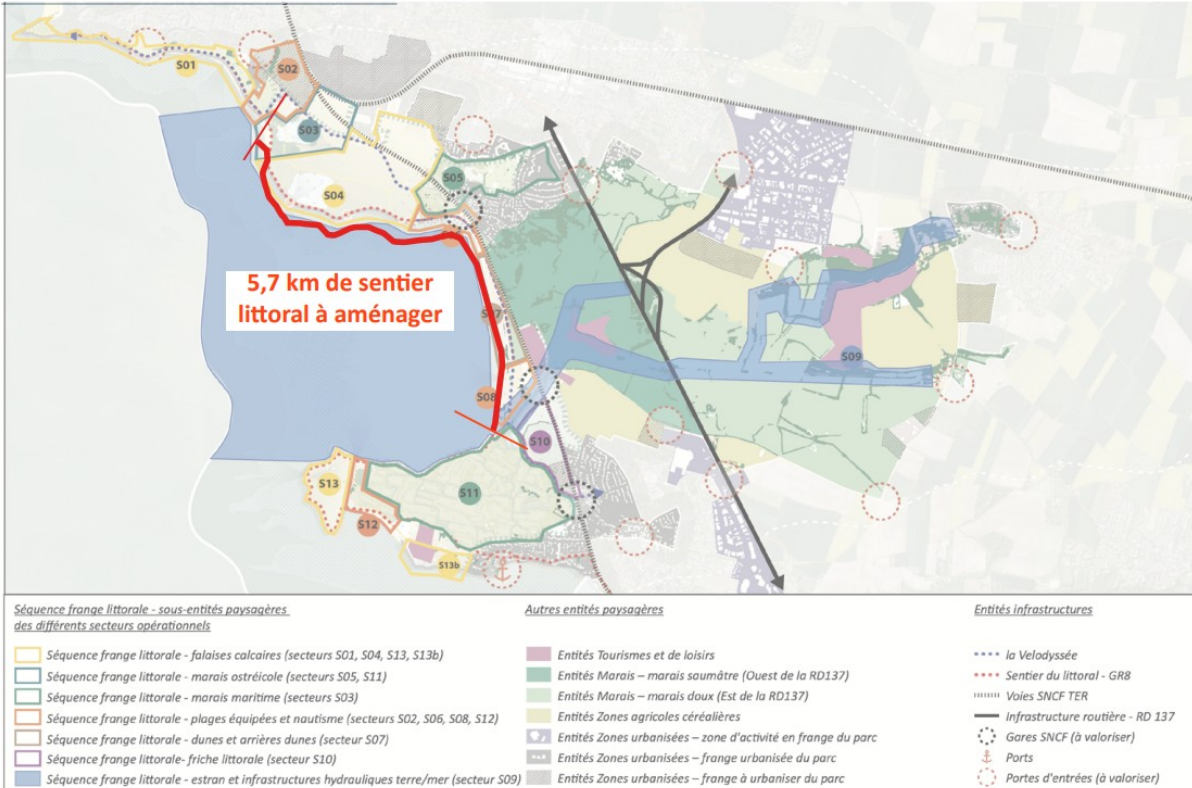 S01
S02
S03
S04
S05
5,7 km de sentier
littoral à aménager
S08
S09
S10
S11
S13
S12
S13b
Séquence frange littorale - sous-entités paysagères
des différents secteurs opérationnels
Séquence frange littorale - falaises calcaires (secteurs S01, S04, S13, S13b)
Séquence frange littorale - marais ostréicole (secteurs S05, S11)
Séquence frange littorale - marais maritime (secteurs S03)
Séquence frange littorale - plages équipées et nautisme (secteurs S02, S06, S08, S12)
Séquence frange littorale - dunes et arrières dunes (secteur S07)
Séquence frange littorale- friche littorale (secteur S10)
Séquence frange littorale - estran et infrastructures hydrauliques terre/mer (secteur S09)
Autres entités paysagères
Entités Tourismes et de loisirs
Entités Marais – marais saumâtre (Ouest de la RD137)
Entités Marais – marais doux (Est de la RD137)
Entités Zones agricoles céréalières
Entités Zones urbanisées – zone d'activité en frange du parc
Entités Zones urbanisées – frange urbanisée du parc
Entités Zones urbanisées – frange à urbaniser du parc
Entités infrastructures
la Velodyssée
Sentier du littoral - GR8
Voies SNCF TER
infrastructure routière - RD 137
Gares SNCF (à valoriser)
Ports
Portes d'entrées (à valoriser)